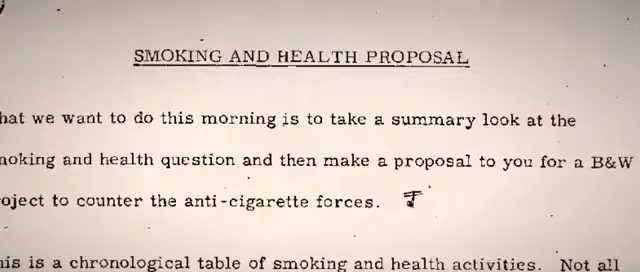 SMOKING AND HEALTH PROPOSAL
hat we want to do this morning is to take a summary look at the
noking and health question and then make a proposal to you for a B&W
oject to counter the anti-cigarette forces.
is is a chronological table of smoking and health activities. Not all